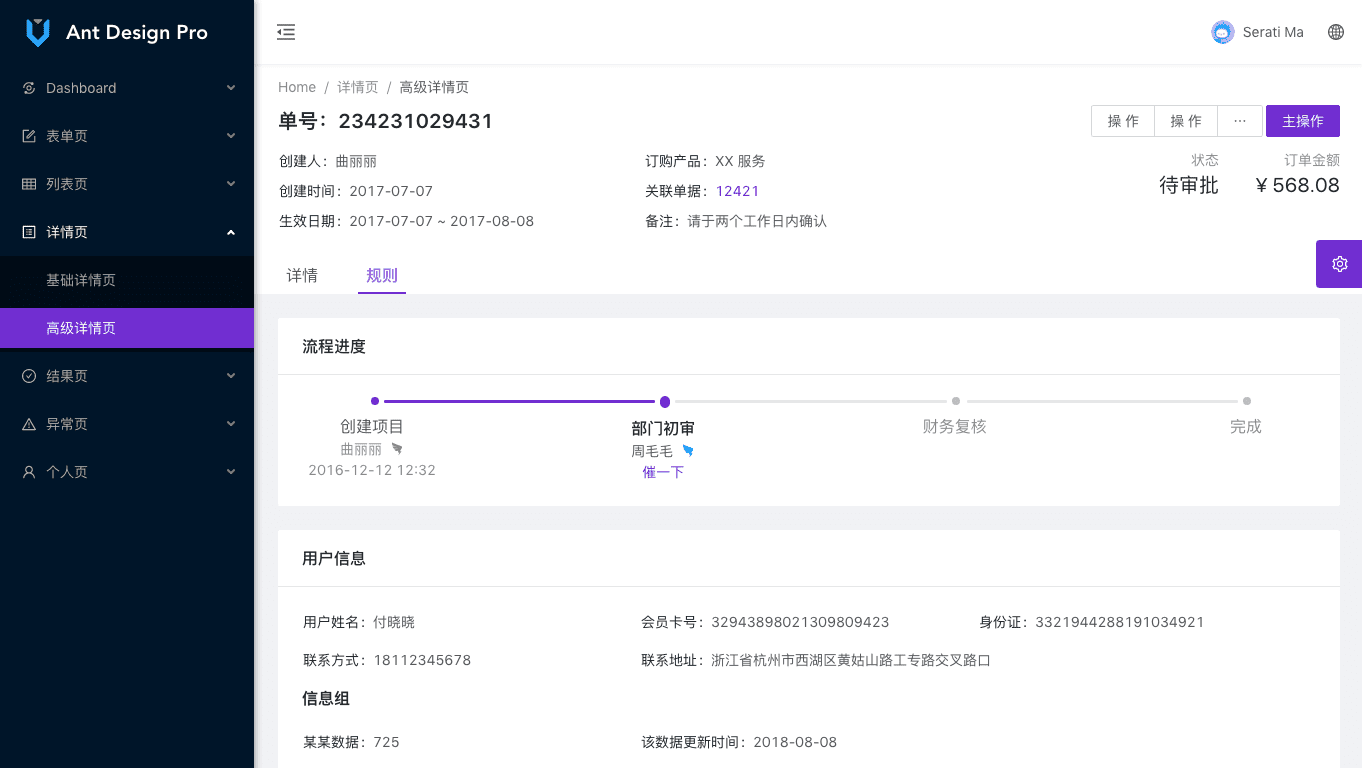 Ant Design Pro
Serati Ma
Dashboard
表单页
列表页
详情页
基础详情页
高级详情页
结果页
异常页
个人页
Home / 详情页 / 高级详情页
单号：234231029431
操 作 操 作 ··· 主操作
创建人：曲丽丽 订购产品：XX 服务
创建时间：2017-07-07 关联单据：12421
生效日期：2017-07-07 ~ 2017-08-08 备注：请于两个工作日内确认
状态 订单金额
待审批 ¥ 568.08
详情 规则
流程进度
创建项目 部门初审 财务复核 完成
曲丽丽 周毛毛
2016-12-12 12:32 催一下
用户信息
用户姓名：付晓晓 会员卡号：32943898021309809423 身份证：3321944288191034921
联系方式：18112345678 联系地址：浙江省杭州市西湖区黄姑山路工专路交叉路口
信息组
某某数据：725 该数据更新时间：2018-08-08